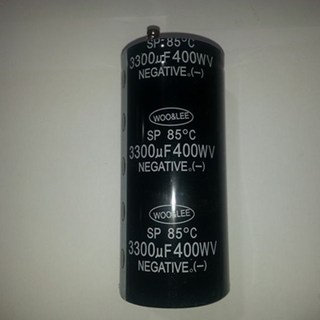 SP 85°C
3300µF400WV
NEGATIVE。(−)
WOO&LEE
SP 85°C
3300µF400WV
NEGATIVE。(−)
WOO&LEE
SP 85°C
3300µF400WV
NEGATIVE。(−)